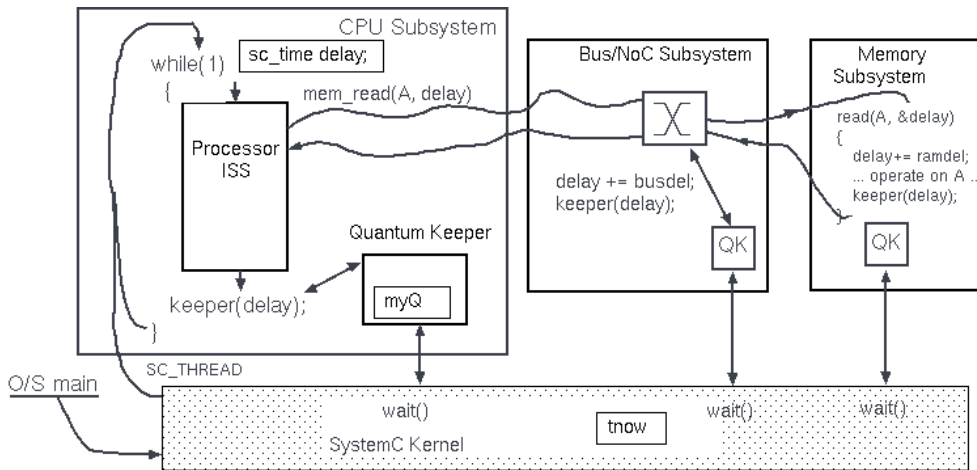 CPU Subsystem
while(1)
{
sc_time delay;
mem_read(A, delay)
Processor
ISS
Quantum Keeper
myQ
keeper(delay);
}
Bus/NoC Subsystem
delay += busdel;
keeper(delay);
QK
Memory
Subsystem
read(A, &delay)
{
delay+= ramdel;
... operate on A ..
keeper(delay);
}
QK
SC_THREAD
O/S main
wait()
wait()
wait()
tnow
SystemC Kernel